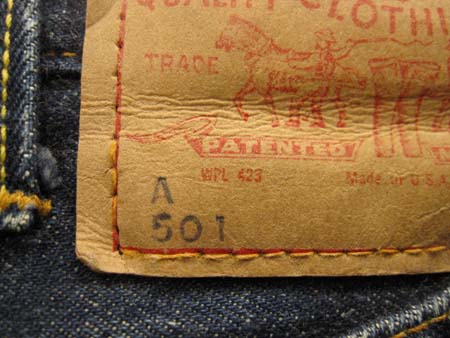 QUALITY CLOTHI
TRADE
PATENTED
WPL 423
Made in U.S.A
A
501